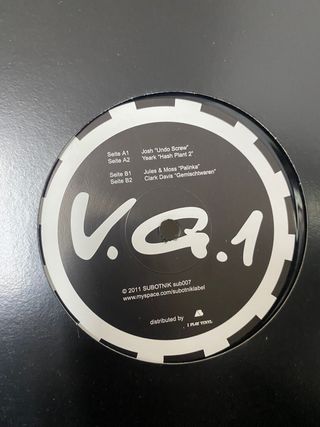 Seite A1 Josh "Undo Screw"
Seite A2 Yeark "Hash Plant 2"
Seite B1 Jules & Moss "Palinka"
Seite B2 Clark Davis "Gemischtwaren"
V.a.1
© 2011 SUBOTNIK sub007
www.myspace.com/subotniklabel
distributed by
I PLAY VINYL